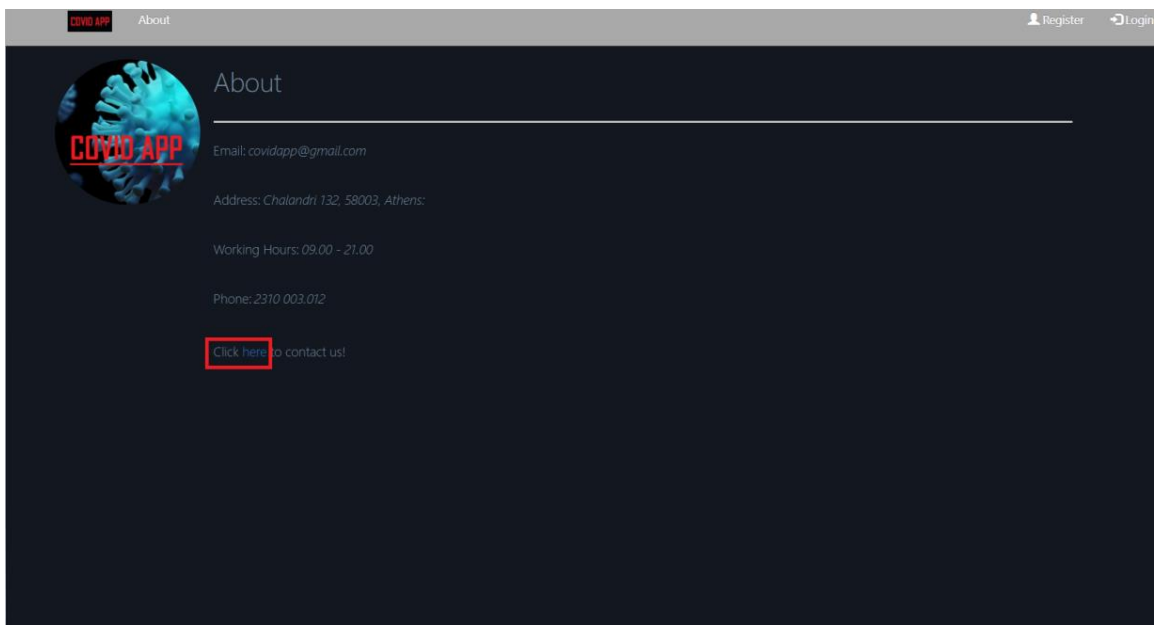 COVID APP About Register Login
About
COVID APP
Email: covidapp@gmail.com
Address: Chalandri 132, 58003, Athens:
Working Hours: 09.00 - 21.00
Phone: 2310 003.012
Click here to contact us!